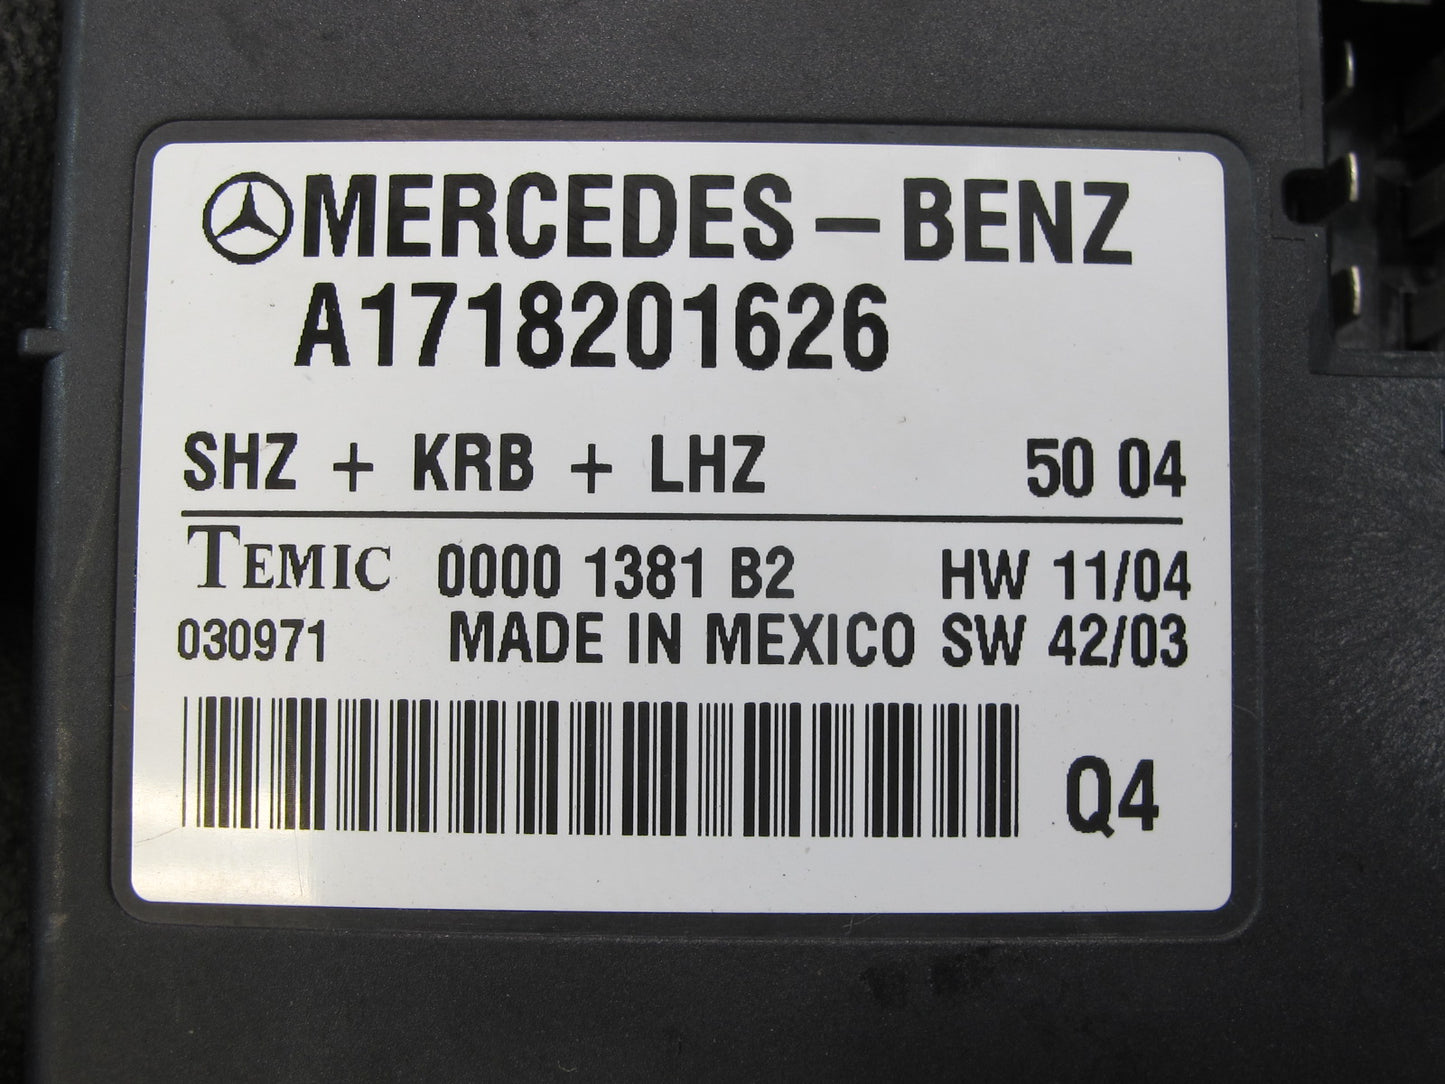 MERCEDES-BENZ
A1718201626
SHZ + KRB + LHZ 50 04
TEMIC 0000 1381 B2 HW 11/04
030971 MADE IN MEXICO SW 42/03
Q4